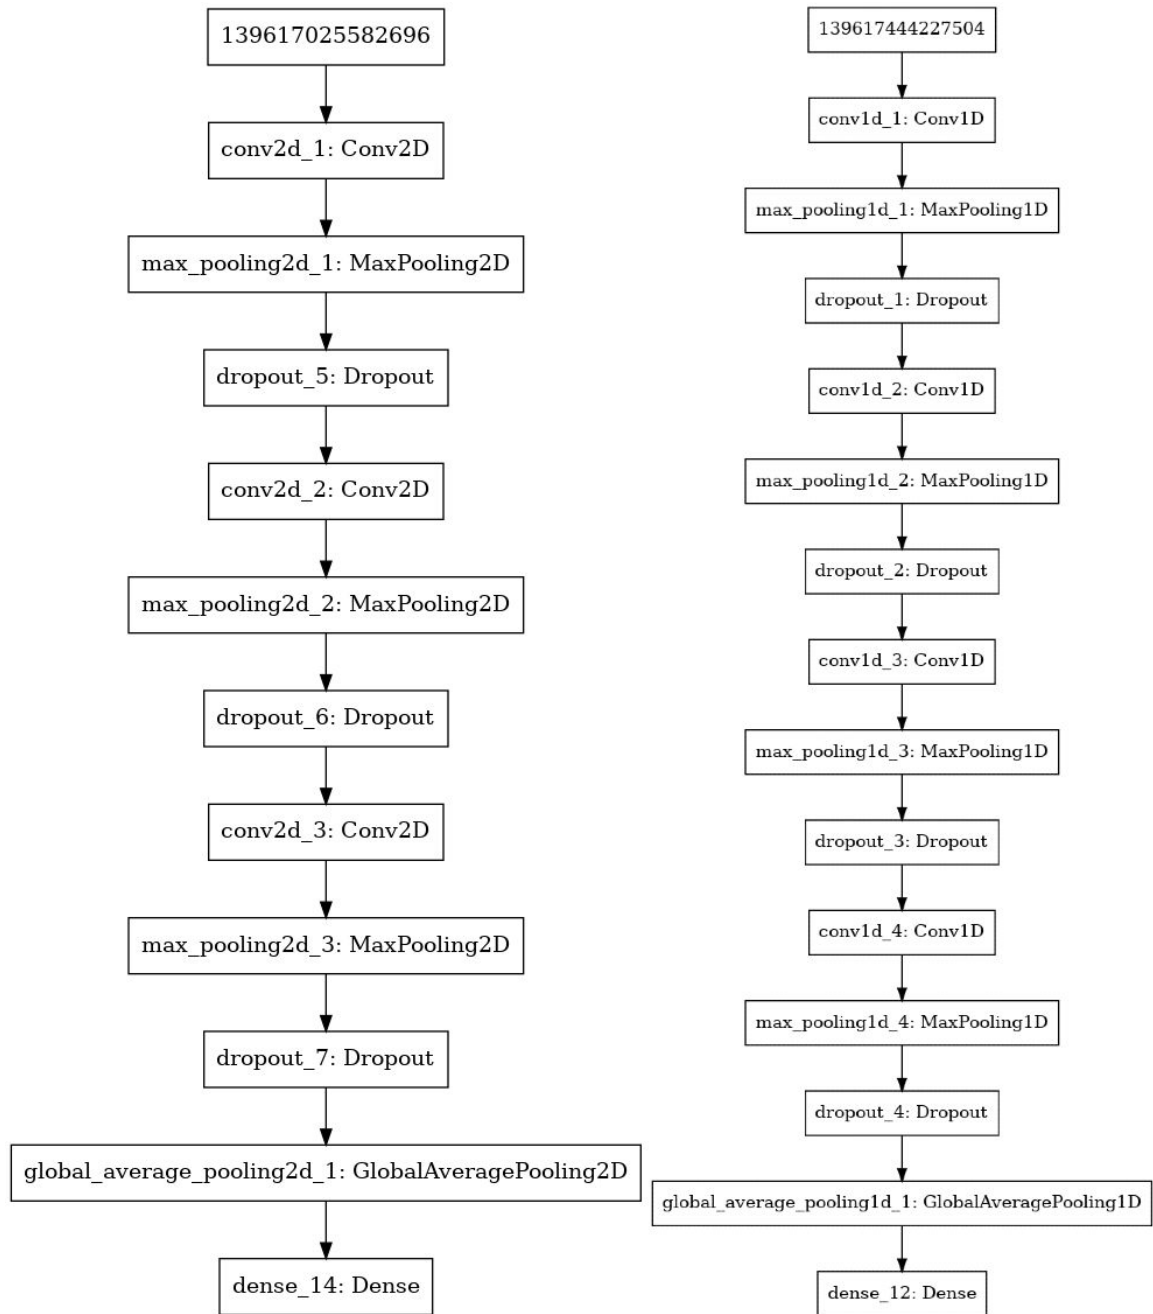 139617025582696
conv2d_1: Conv2D
max_pooling2d_1: MaxPooling2D
dropout_5: Dropout
conv2d_2: Conv2D
max_pooling2d_2: MaxPooling2D
dropout_6: Dropout
conv2d_3: Conv2D
max_pooling2d_3: MaxPooling2D
dropout_7: Dropout
global_average_pooling2d_1: GlobalAveragePooling2D
dense_14: Dense
139617444227504
conv1d_1: Conv1D
max_pooling1d_1: MaxPooling1D
dropout_1: Dropout
conv1d_2: Conv1D
max_pooling1d_2: MaxPooling1D
dropout_2: Dropout
conv1d_3: Conv1D
max_pooling1d_3: MaxPooling1D
dropout_3: Dropout
conv1d_4: Conv1D
max_pooling1d_4: MaxPooling1D
dropout_4: Dropout
global_average_pooling1d_1: GlobalAveragePooling1D
dense_12: Dense